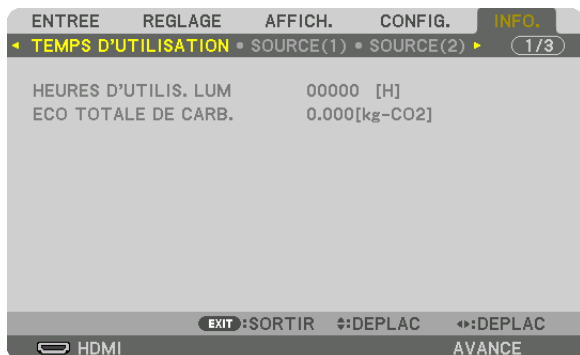 ENTREE REGLAGE AFFICH. CONFIG. INFO.
TEMPS D'UTILISATION • SOURCE(1) • SOURCE(2) 1/3
HEURES D'UTILIS. LUM 00000 [H]
ECO TOTALE DE CARB. 0.000[kg-CO2]
EXIT:SORTIR :DEPLAC :DEPLAC
HDMI AVANCE